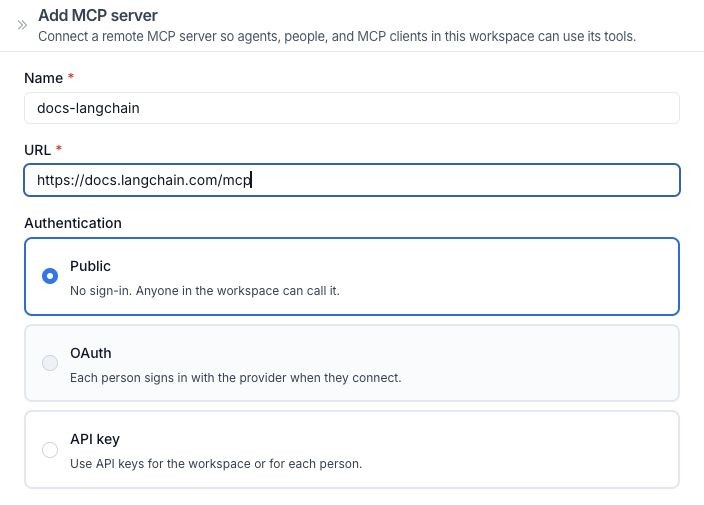 Add MCP server
Connect a remote MCP server so agents, people, and MCP clients in this workspace can use its tools.
Name *
docs-langchain
URL *
https://docs.langchain.com/mcp
Authentication
Public
No sign-in. Anyone in the workspace can call it.
OAuth
Each person signs in with the provider when they connect.
API key
Use API keys for the workspace or for each person.